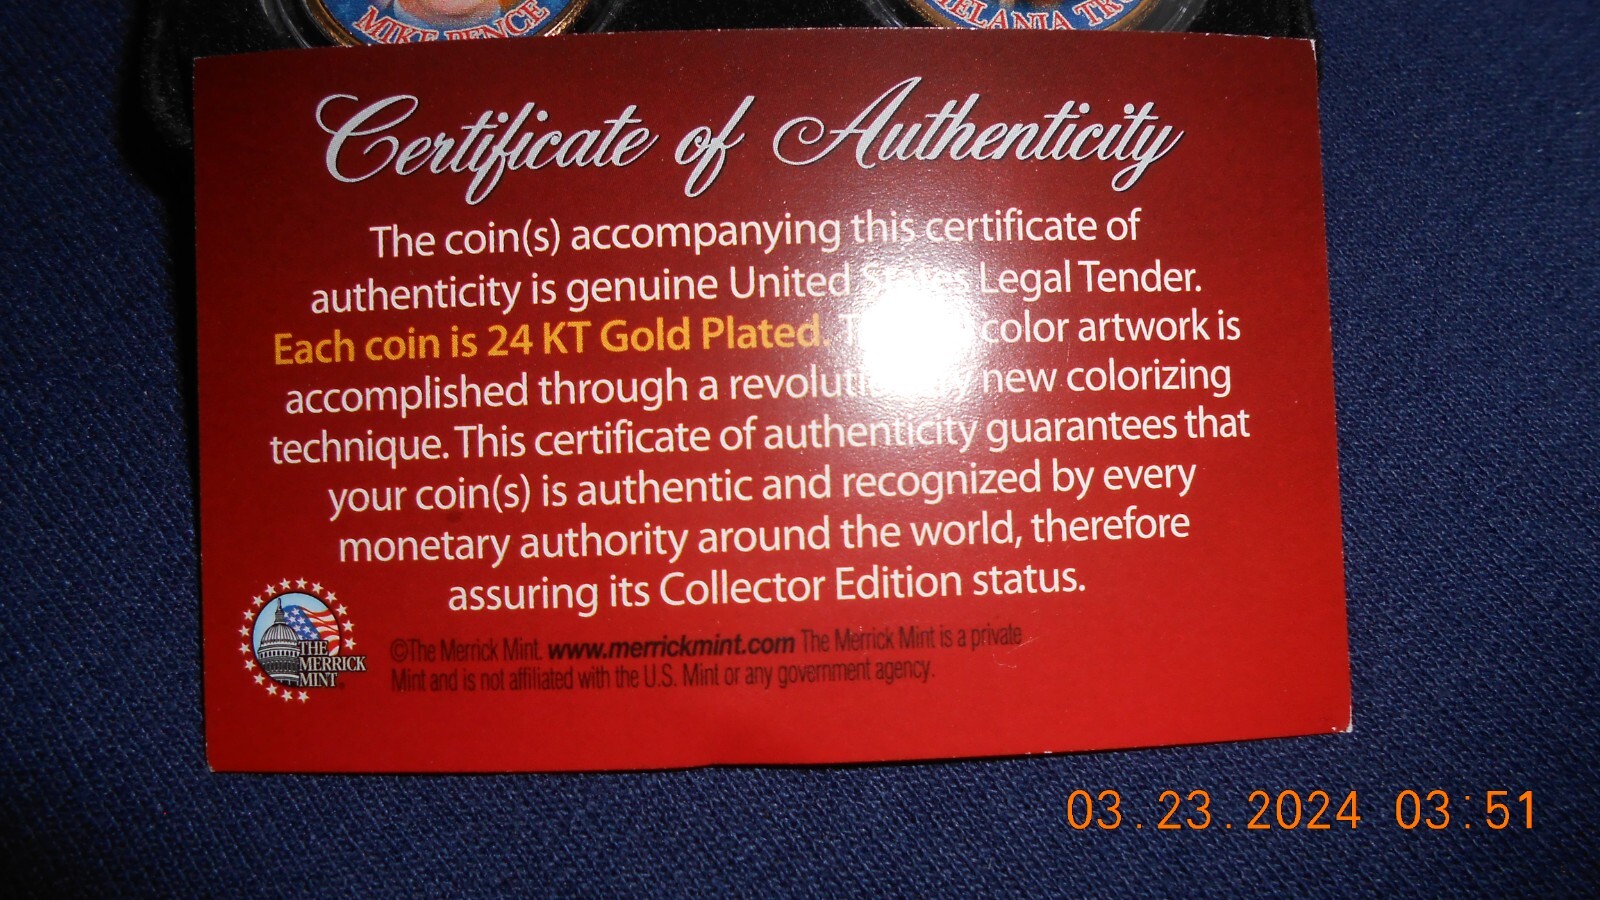 MIKE PENCE
MELANIA TR
Certificate of Authenticity
The coin(s) accompanying this certificate of
authenticity is genuine United States Legal Tender.
Each coin is 24 KT Gold Plated. color artwork is
accomplished through a revolutionary new colorizing
technique. This certificate of authenticity guarantees that
your coin(s) is authentic and recognized by every
monetary authority around the world, therefore
assuring its Collector Edition status.
©The Merrick Mint. www.merrickmint.com The Merrick Mint is a private
Mint and is not affiliated with the U.S. Mint or any government agency.
THE
MERRICK
MINT
03.23.2024 03:51